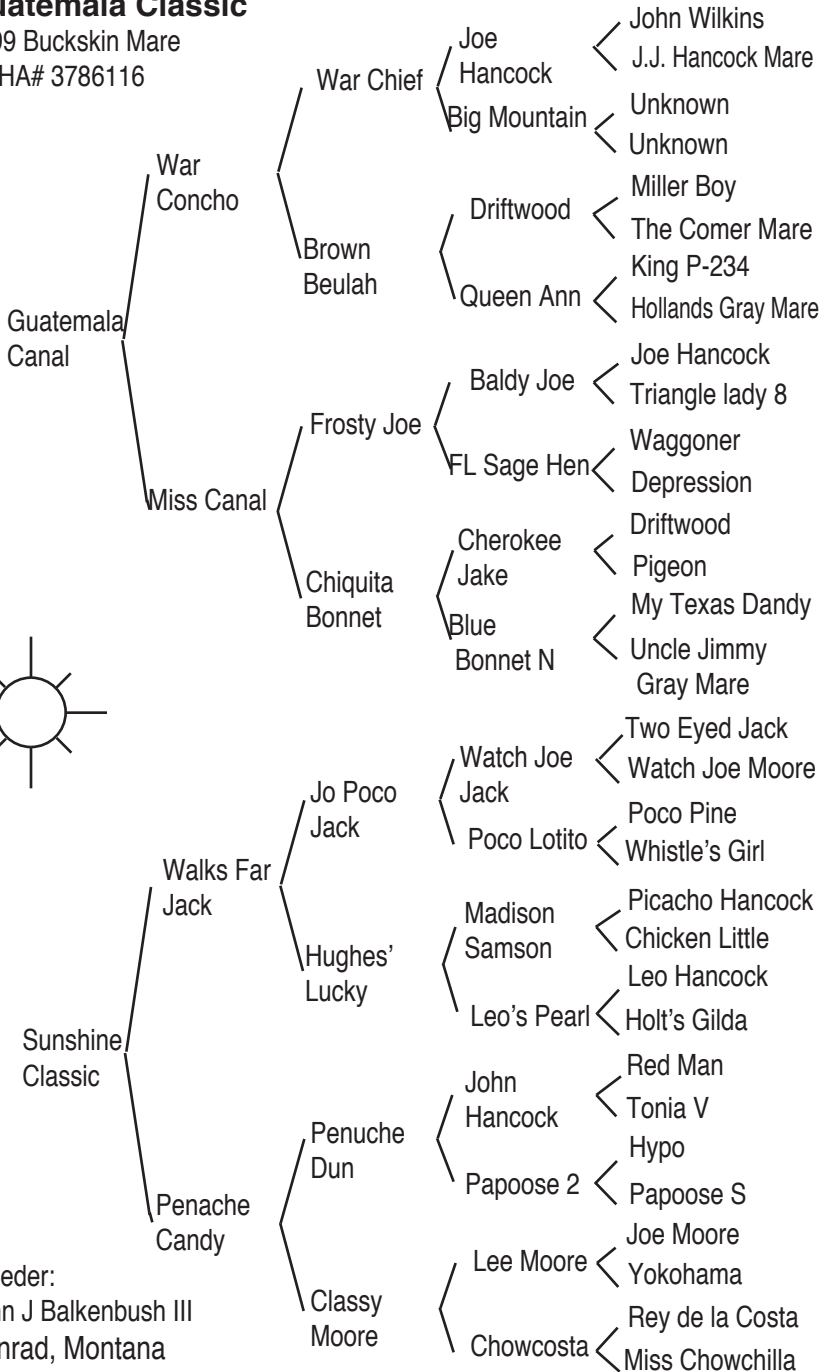 Guatemala Classic
99 Buckskin Mare
HA# 3786116
Guatemala
Canal
War
Concho
War Chief
Joe
Hancock
John Wilkins
J.J. Hancock Mare
Big Mountain
Unknown
Unknown
Brown
Beulah
Driftwood
Miller Boy
The Comer Mare
Queen Ann
King P-234
Hollands Gray Mare
Miss Canal
Frosty Joe
Baldy Joe
Joe Hancock
Triangle lady 8
FL Sage Hen
Waggoner
Depression
Chiquita
Bonnet
Cherokee
Jake
Driftwood
Pigeon
Blue
Bonnet N
My Texas Dandy
Uncle Jimmy
Gray Mare
Sunshine
Classic
Walks Far
Jack
Jo Poco
Jack
Watch Joe
Jack
Two Eyed Jack
Watch Joe Moore
Poco Lotito
Poco Pine
Whistle's Girl
Hughes'
Lucky
Madison
Samson
Picacho Hancock
Chicken Little
Leo's Pearl
Leo Hancock
Holt's Gilda
Penache
Candy
Penuche
Dun
John
Hancock
Red Man
Tonia V
Papoose 2
Hypo
Papoose S
Classy
Moore
Lee Moore
Joe Moore
Yokohama
Chowcosta
Rey de la Costa
Miss Chowchilla
eder:
n J Balkenbush III
nrad, Montana